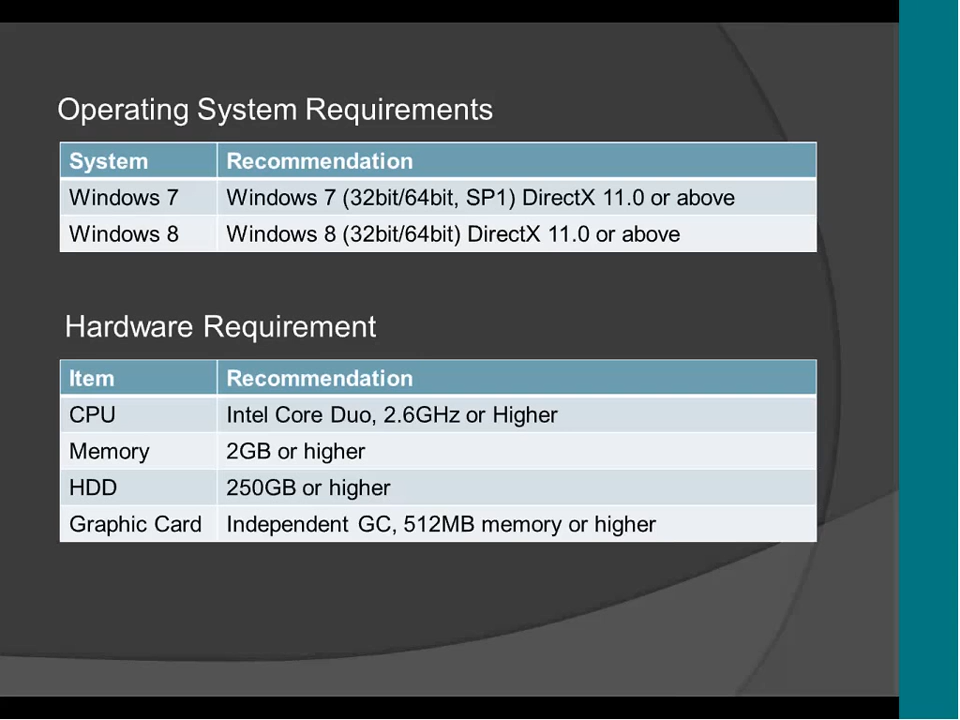 Operating System Requirements
System Recommendation
Windows 7 Windows 7 (32bit/64bit, SP1) DirectX 11.0 or above
Windows 8 Windows 8 (32bit/64bit) DirectX 11.0 or above
Hardware Requirement
Item Recommendation
CPU Intel Core Duo, 2.6GHz or Higher
Memory 2GB or higher
HDD 250GB or higher
Graphic Card Independent GC, 512MB memory or higher